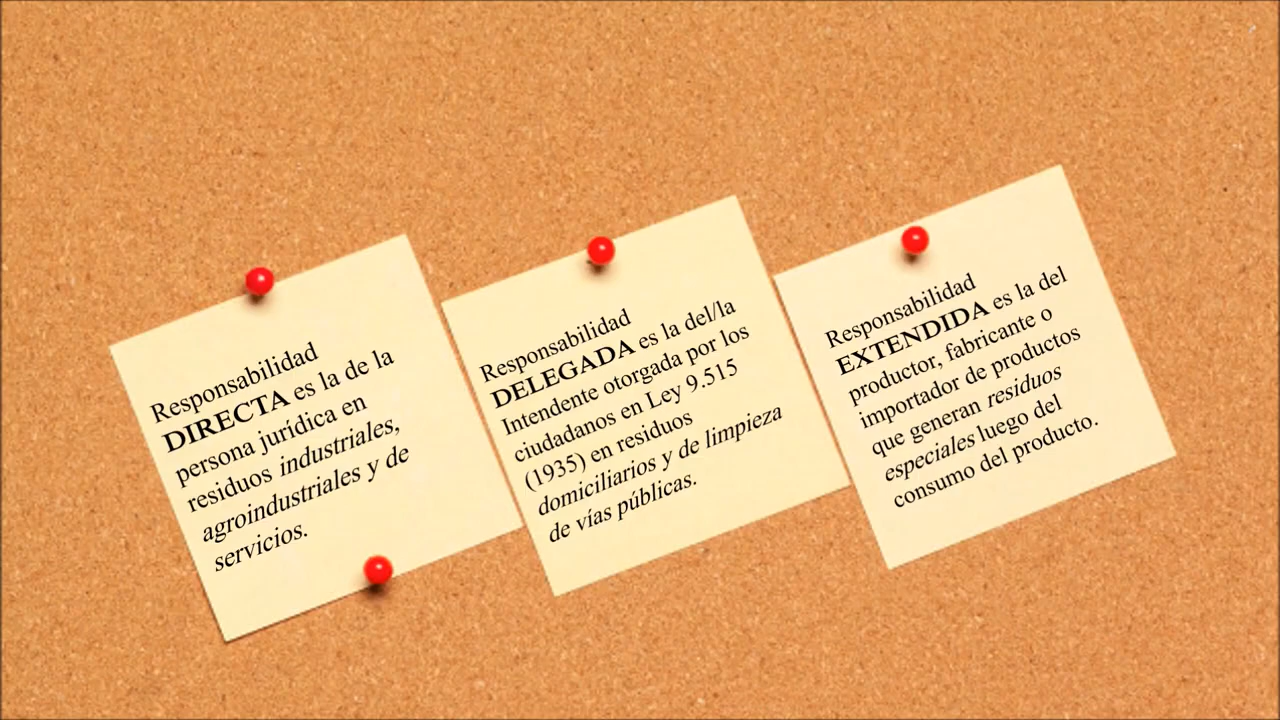 Responsabilidad
DIRECTA es la de la
persona jurídica en
residuos industriales,
agroindustriales y de
servicios.
Responsabilidad
DELEGADA es la del/la
Intendente otorgada por los
ciudadanos en Ley 9.515
(1935) en residuos
domiciliarios y de limpieza
de vías públicas.
Responsabilidad
EXTENDIDA es la del
productor, fabricante o
importador de productos
que generan residuos
especiales luego del
consumo del producto.